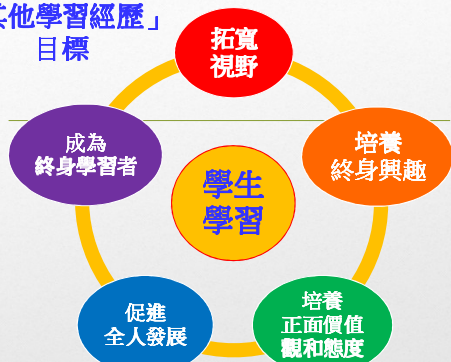 其他學習經歷」
目標
拓寬
視野
成為
終身學習者
培養
終身興趣
學生
學習
促進
全人發展
培養
正面價值
觀和態度